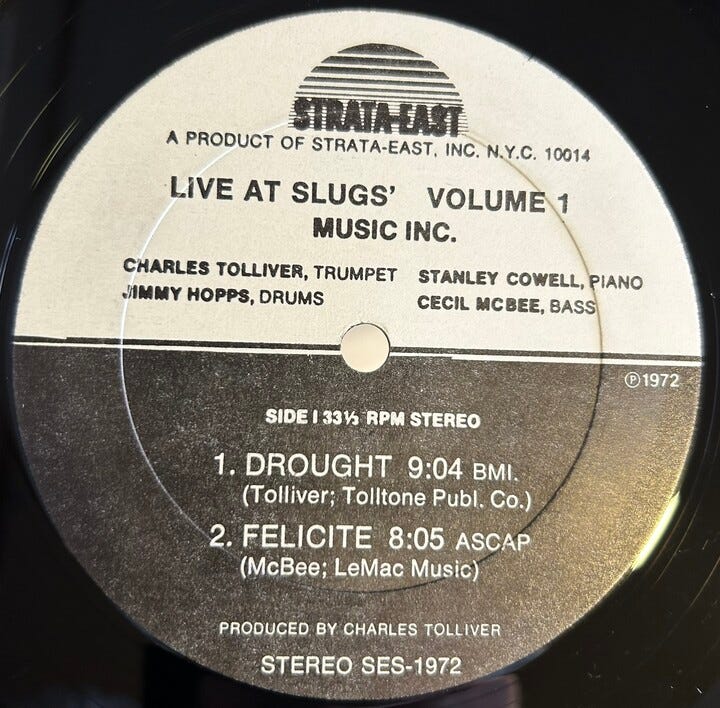 STRATA-EAST
A PRODUCT OF STRATA-EAST, INC. N.Y.C. 10014
LIVE AT SLUGS' VOLUME 1
MUSIC INC.
CHARLES TOLLIVER, TRUMPET STANLEY COWELL, PIANO
JIMMY HOPPS, DRUMS CECIL MCBEE, BASS
Ⓟ1972
SIDE I 33⅓ RPM STEREO
1. DROUGHT 9:04 BMI.
(Tolliver; Tolltone Publ. Co.)
2. FELICITE 8:05 ASCAP
(McBee; LeMac Music)
PRODUCED BY CHARLES TOLLIVER
STEREO SES-1972